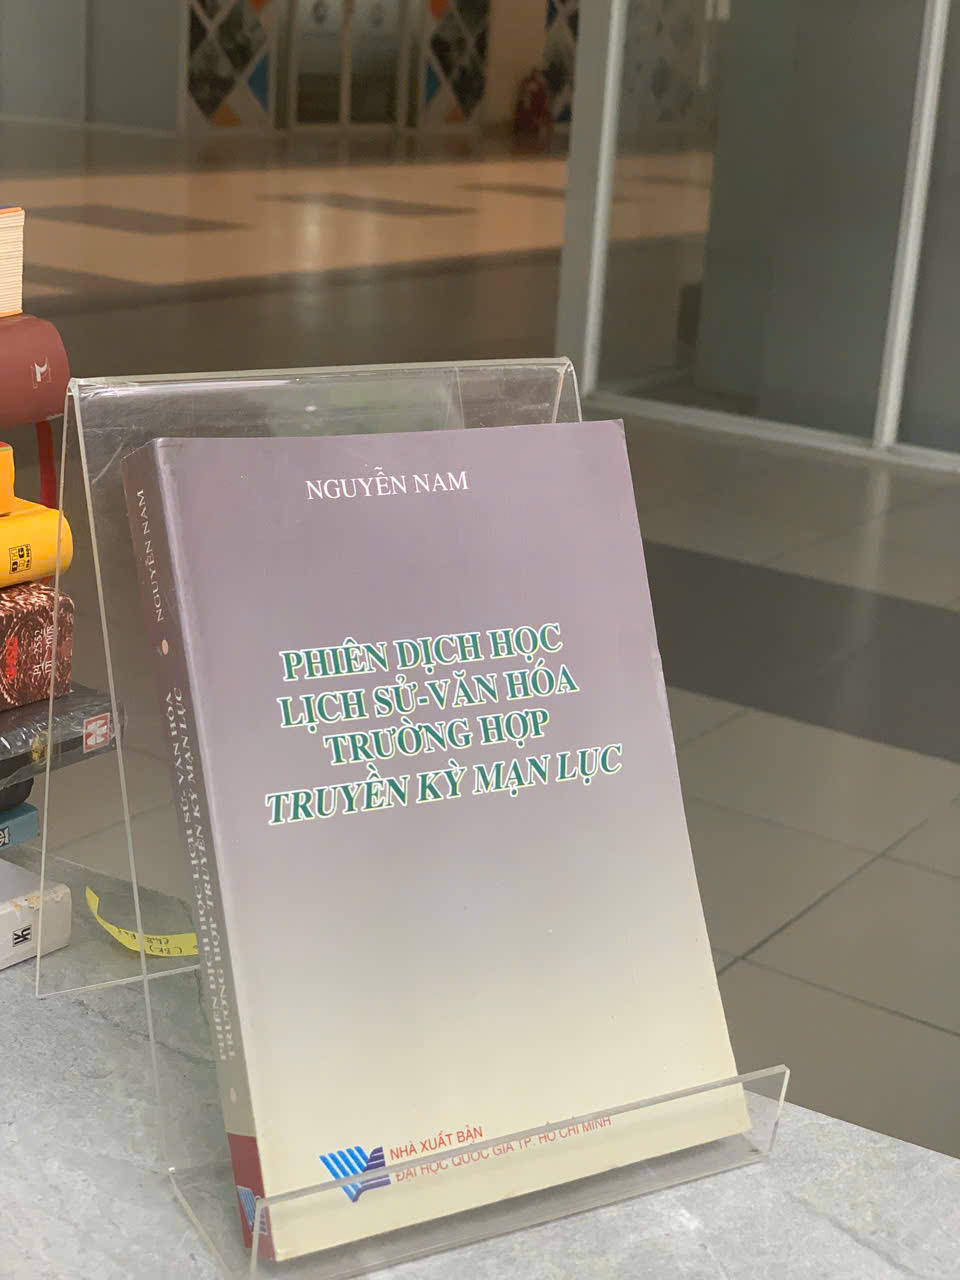 NGUYỄN NAM
PHIÊN DỊCH HỌC
LỊCH SỬ-VĂN HÓA
TRƯỜNG HỢP
TRUYỀN KỲ MẠN LỤC
NHÀ XUẤT BẢN
ĐẠI HỌC QUỐC GIA TP. HỒ CHÍ MINH
NGUYỄN NAM
PHIÊN DỊCH HỌC LỊCH SỬ-VĂN HÓA
TRƯỜNG HỢP TRUYỀN KỲ MẠN LỤC